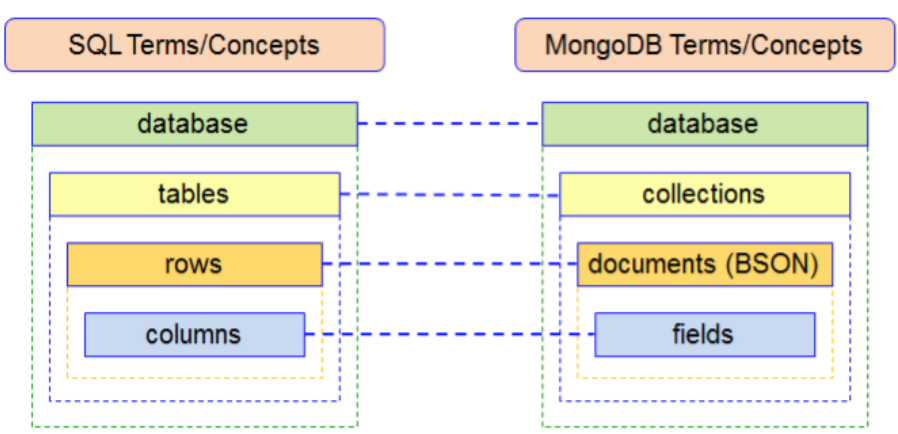 SQL Terms/Concepts
MongoDB Terms/Concepts
database
database
tables
collections
rows
documents (BSON)
columns
fields